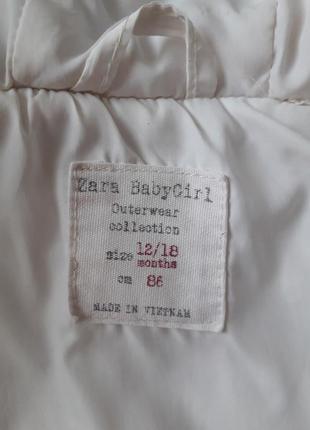 Zara BabyGirl
Outerwear
collection
size 12/18
months
cm 86
MADE IN VIETNAM